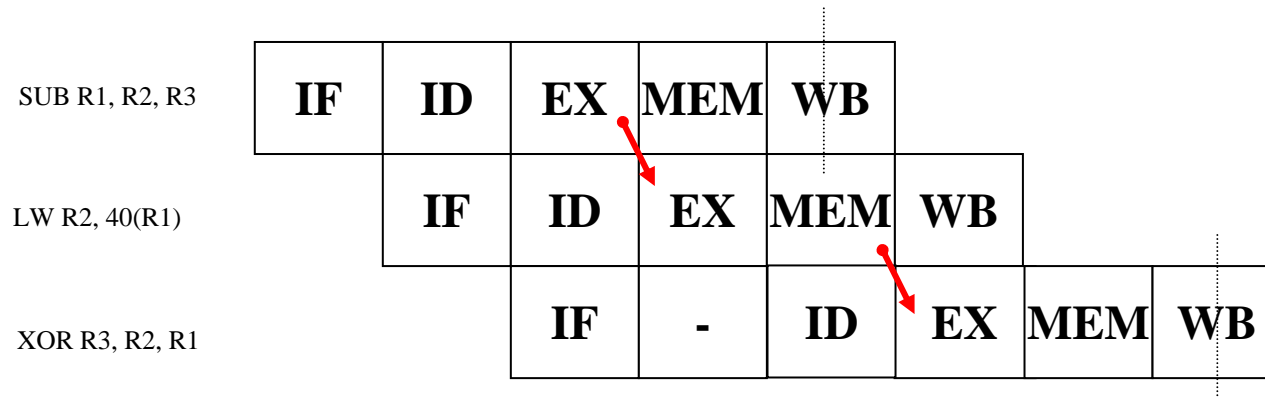 SUB R1, R2, R3 IF ID EX MEM WB
LW R2, 40(R1) IF ID EX MEM WB
XOR R3, R2, R1 IF - ID EX MEM WB